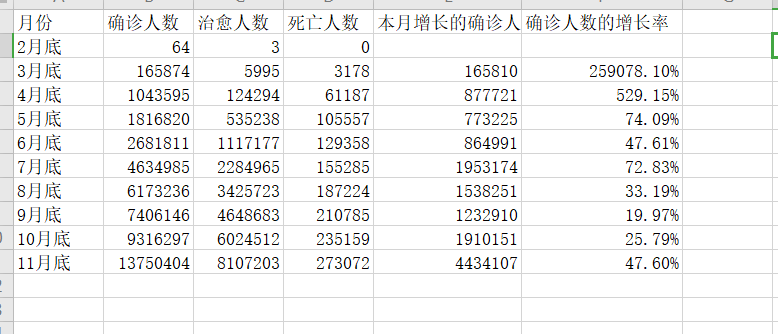 月份 确诊人数 治愈人数 死亡人数 本月增长的确诊人 确诊人数的增长率
2月底 64 3 0
3月底 165874 5995 3178 165810 259078.10%
4月底 1043595 124294 61187 877721 529.15%
5月底 1816820 535238 105557 773225 74.09%
6月底 2681811 1117177 129358 864991 47.61%
7月底 4634985 2284965 155285 1953174 72.83%
8月底 6173236 3425723 187224 1538251 33.19%
9月底 7406146 4648683 210785 1232910 19.97%
10月底 9316297 6024512 235159 1910151 25.79%
11月底 13750404 8107203 273072 4434107 47.60%